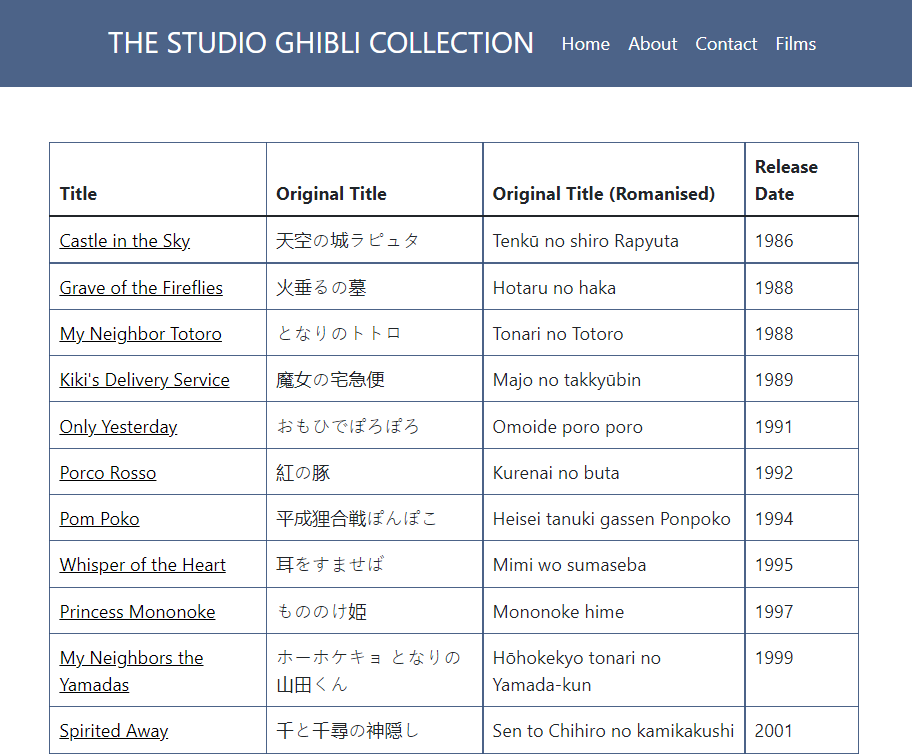 THE STUDIO GHIBLI COLLECTION Home About Contact Films
Title Original Title Original Title (Romanised) Release Date
Castle in the Sky 天空の城ラピュタ Tenkū no shiro Rapyuta 1986
Grave of the Fireflies 火垂るの墓 Hotaru no haka 1988
My Neighbor Totoro となりのトトロ Tonari no Totoro 1988
Kiki's Delivery Service 魔女の宅急便 Majo no takkyūbin 1989
Only Yesterday おもひでぽろぽろ Omoide poro poro 1991
Porco Rosso 紅の豚 Kurenai no buta 1992
Pom Poko 平成狸合戦ぽんぽこ Heisei tanuki gassen Ponpoko 1994
Whisper of the Heart 耳をすませば Mimi wo sumaseba 1995
Princess Mononoke もののけ姫 Mononoke hime 1997
My Neighbors the Yamadas ホーホケキョ となりの山田くん Hōhokekyo tonari no Yamada-kun 1999
Spirited Away 千と千尋の神隠し Sen to Chihiro no kamikakushi 2001